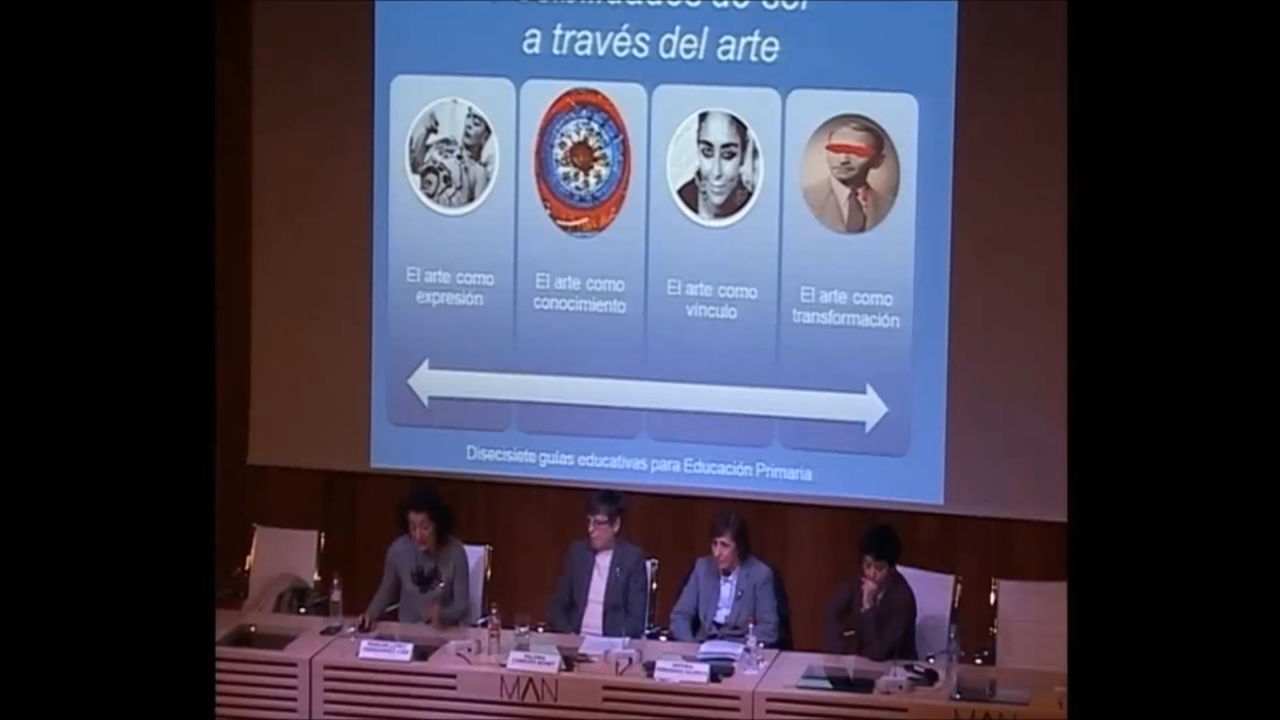 a través del arte
El arte como
expresión
El arte como
conocimiento
El arte como
vínculo
El arte como
transformación
Disecisiete guías educativas para Educación Primaria
MAN